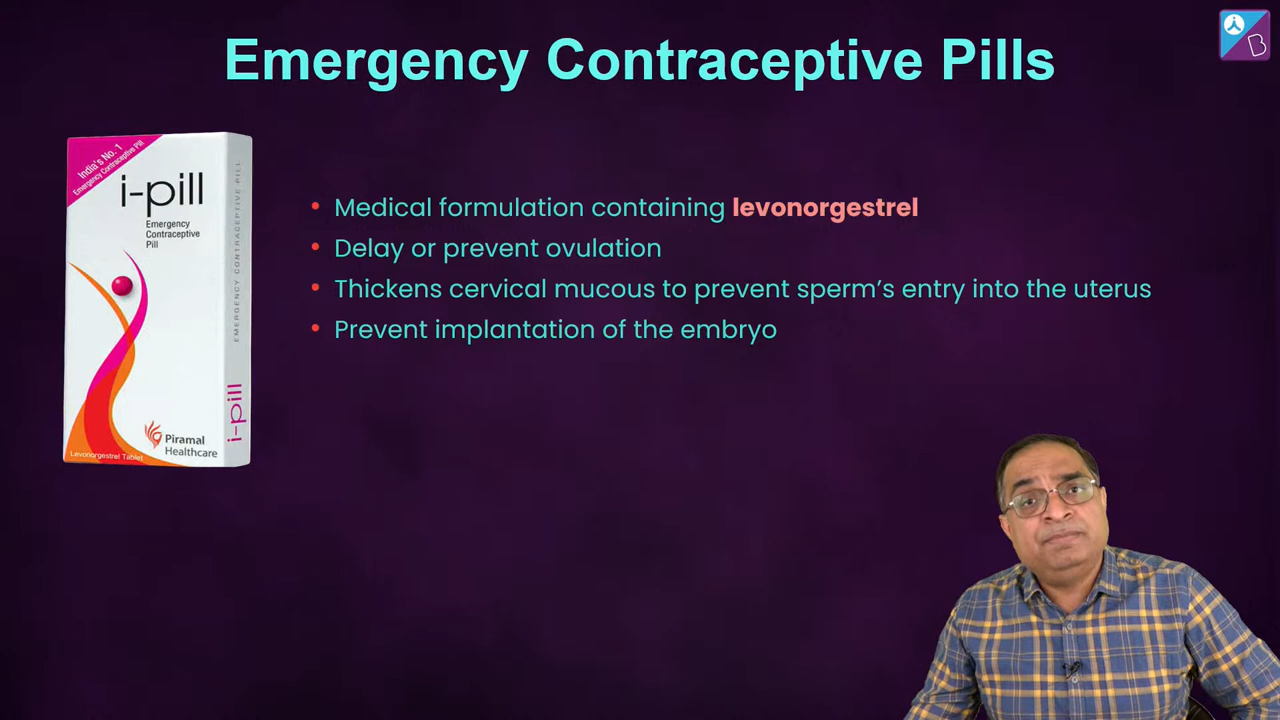 Emergency Contraceptive Pills
India's No. 1
Emergency Contraceptive Pill
i-pill
Emergency
Contraceptive
Pill
EMERGENCY CONTRACEPTIVE PILL
i-pill
Piramal
Healthcare
Levonorgestrel Tablet
• Medical formulation containing levonorgestrel
• Delay or prevent ovulation
• Thickens cervical mucous to prevent sperm’s entry into the uterus
• Prevent implantation of the embryo
B